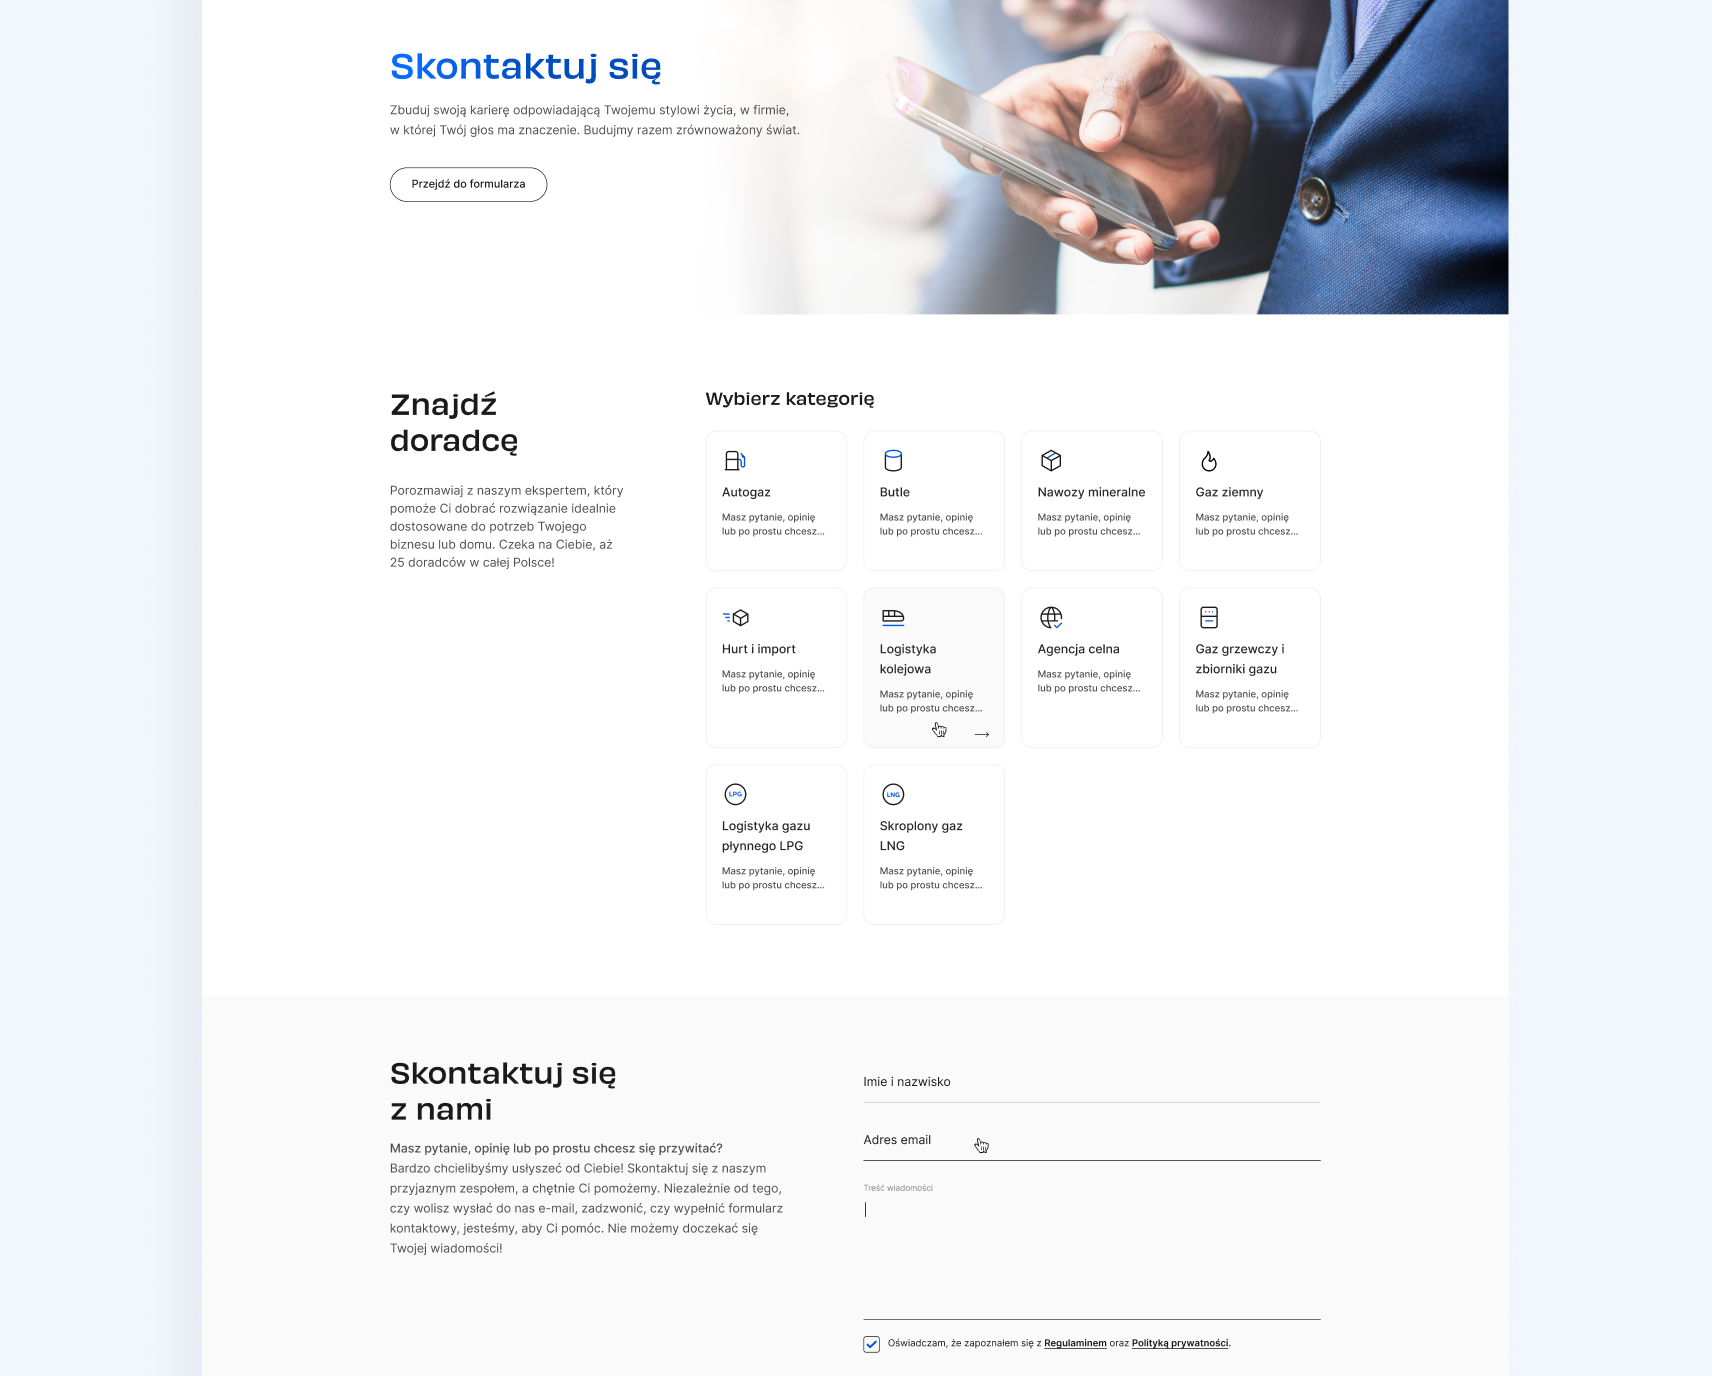 Skontaktuj się
Zbuduj swoją karierę odpowiadającą Twojemu stylowi życia, w firmie,
w której Twój głos ma znaczenie. Budujmy razem zrównoważony świat.
Przejdź do formularza
Znajdź
doradcę
Porozmawiaj z naszym ekspertem, który
pomoże Ci dobrać rozwiązanie idealnie
dostosowane do potrzeb Twojego
biznesu lub domu. Czeka na Ciebie, aż
25 doradców w całej Polsce!
Wybierz kategorię
Autogaz
Masz pytanie, opinię
lub po prostu chcesz...
Butle
Masz pytanie, opinię
lub po prostu chcesz...
Nawozy mineralne
Masz pytanie, opinię
lub po prostu chcesz...
Gaz ziemny
Masz pytanie, opinię
lub po prostu chcesz...
Hurt i import
Masz pytanie, opinię
lub po prostu chcesz...
Logistyka
kolejowa
Masz pytanie, opinię
lub po prostu chcesz...
Agencja celna
Masz pytanie, opinię
lub po prostu chcesz...
Gaz grzewczy i
zbiorniki gazu
Masz pytanie, opinię
lub po prostu chcesz...
LPG
Logistyka gazu
płynnego LPG
Masz pytanie, opinię
lub po prostu chcesz...
LNG
Skroplony gaz
LNG
Masz pytanie, opinię
lub po prostu chcesz...
Skontaktuj się
z nami
Masz pytanie, opinię lub po prostu chcesz się przywitać?
Bardzo chcielibyśmy usłyszeć od Ciebie! Skontaktuj się z naszym
przyjaznym zespołem, a chętnie Ci pomożemy. Niezależnie od tego,
czy wolisz wysłać do nas e-mail, zadzwonić, czy wypełnić formularz
kontaktowy, jesteśmy, aby Ci pomóc. Nie możemy doczekać się
Twojej wiadomości!
Imie i nazwisko
Adres email
Treść wiadomości
Oświadczam, że zapoznałem się z Regulaminem oraz Polityką prywatności.